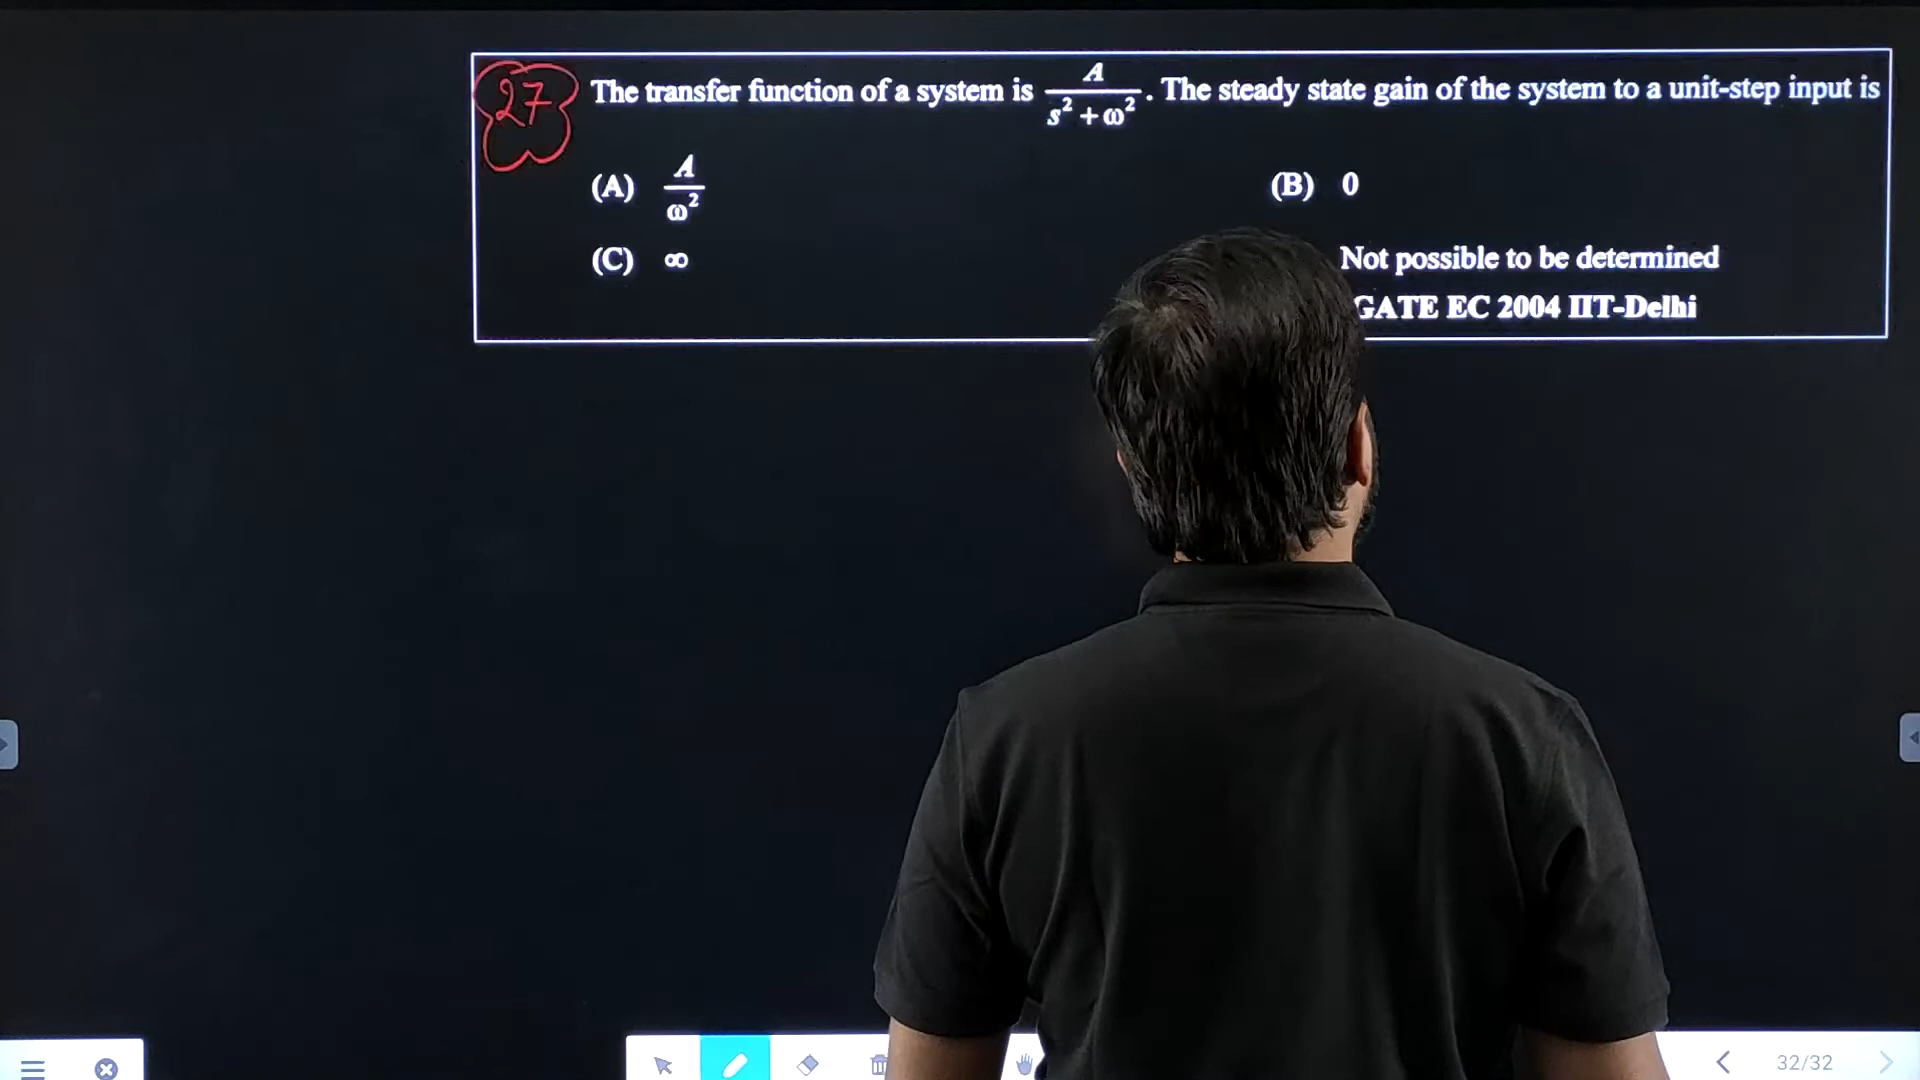 27 The transfer function of a system is A / (s² + ω²). The steady state gain of the system to a unit-step input is
(A) A / ω² (B) 0
(C) ∞ Not possible to be determined
GATE EC 2004 IIT-Delhi
32/32